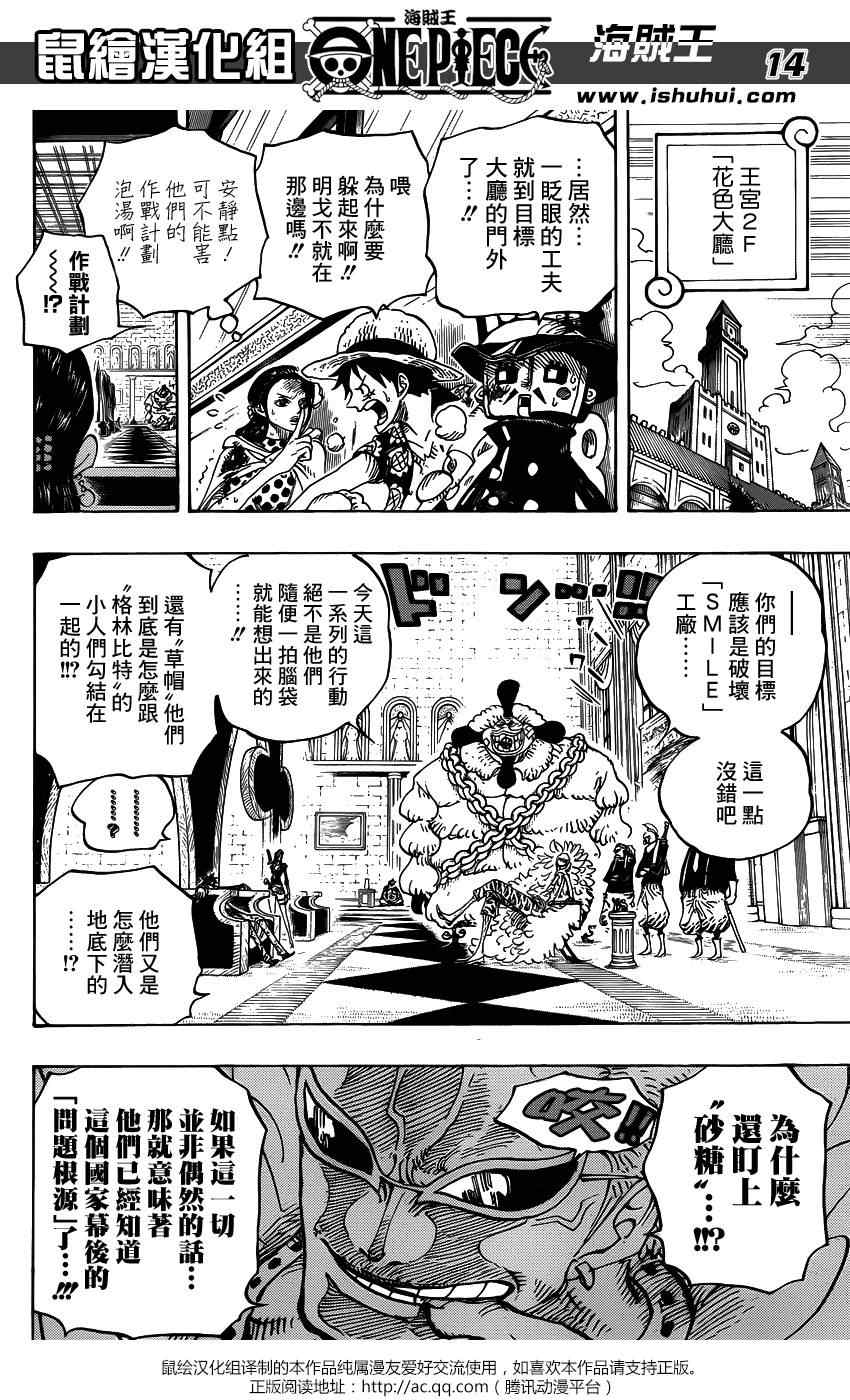 鼠繪漢化組
海賊王
ONE PIECE
海賊王
14
www.ishuhui.com
王宮2F
「花色大廳」
…居然…
一眨眼的工夫
就到目標
大廳的門外
了…!!
喂
為什麼要
躲起來啊!!
明戈不就在
那邊嗎!!
安靜點！
可不能害
他們的
作戰計劃
泡湯啊!!
作戰計劃
～～～!?
ドーン!!
——
你們的目標
應該是破壞
「SMILE」
工廠……
這一點
沒錯吧
今天這
一系列的行動
絕不是他們
隨便一拍腦袋
就能想出來的
……!!
還有〝草帽〞他們
到底是怎麼跟
〝格林比特〞的
小人們勾結在
一起的!!?
…………
…………?
他們又是
怎麼潛入
地底下的
……!?
為什麼
還盯上
〝砂糖〞…!!?
咬!!
如果這一切
並非偶然的話…
那就意味著
他們已經知道
這個國家幕後的
「問題根源」了…!!!
鼠绘汉化组译制的本作品纯属漫友爱好交流使用，如喜欢本作品请支持正版。
正版阅读地址：http://ac.qq.com（腾讯动漫平台）